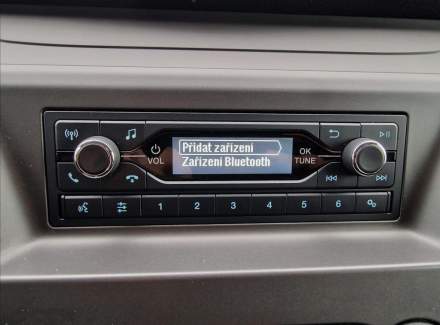 Přidat zařízení
Zařízení Bluetooth
VOL
OK
TUNE
1 2 3 4 5 6